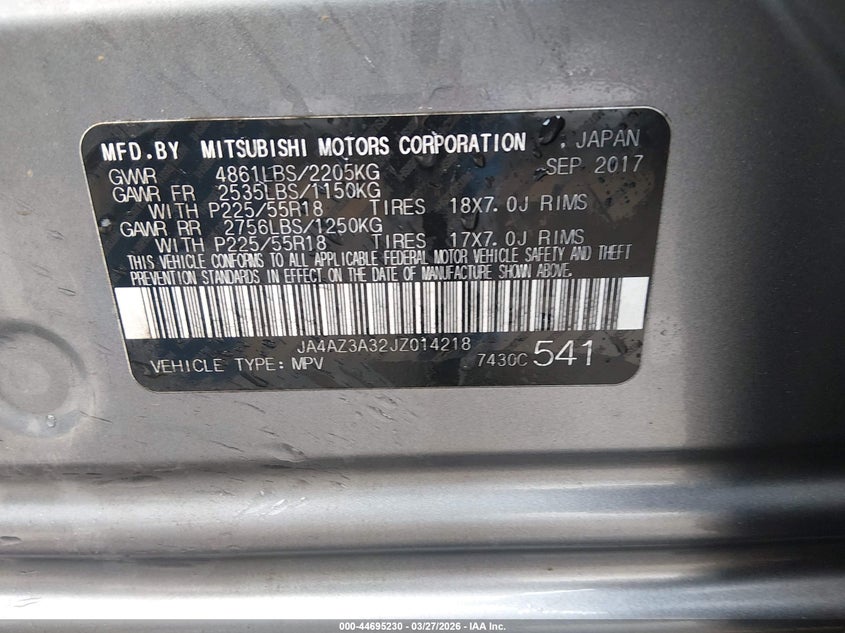 MFD.BY MITSUBISHI MOTORS CORPORATION . JAPAN
GWVR 4861LBS/2205KG SEP 2017
GAWR FR 2535LBS/1150KG
WITH P225/55R18 TIRES 18X7.0J RIMS
GAWR RR 2756LBS/1250KG
WITH P225/55R18 TIRES 17X7.0J RIMS
THIS VEHICLE CONFORMS TO ALL APPLICABLE FEDERAL MOTOR VEHICLE SAFETY AND THEFT
PREVENTION STANDARDS IN EFFECT ON THE DATE OF MANUFACTURE SHOWN ABOVE.
JA4AZ3A32JZ014218
VEHICLE TYPE: MPV 7430C 541
000-44695230 - 03/27/2026 - IAA Inc.